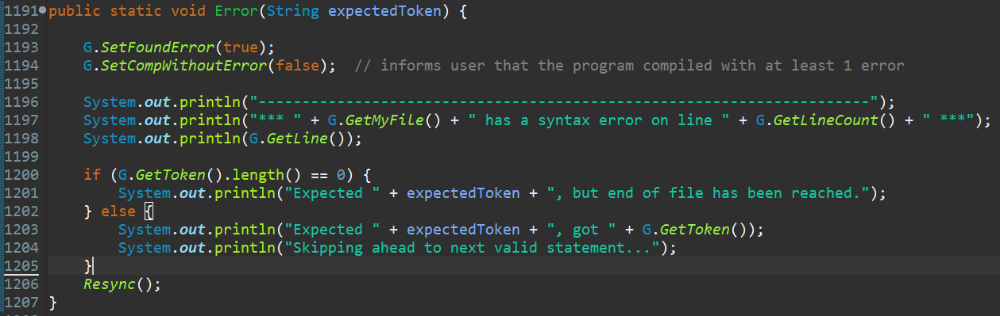 1191 public static void Error(String expectedToken) {
1192
1193     G.SetFoundError(true);
1194     G.SetCompWithoutError(false);  // informs user that the program compiled with at least 1 error
1195
1196     System.out.println("----------------------------------------------------------------------");
1197     System.out.println("*** " + G.GetMyFile() + " has a syntax error on line " + G.GetLineCount() + " ***");
1198     System.out.println(G.GetLine());
1199
1200     if (G.GetToken().length() == 0) {
1201         System.out.println("Expected " + expectedToken + ", but end of file has been reached.");
1202     } else {
1203         System.out.println("Expected " + expectedToken + ", got " + G.GetToken());
1204         System.out.println("Skipping ahead to next valid statement...");
1205     }
1206     Resync();
1207 }